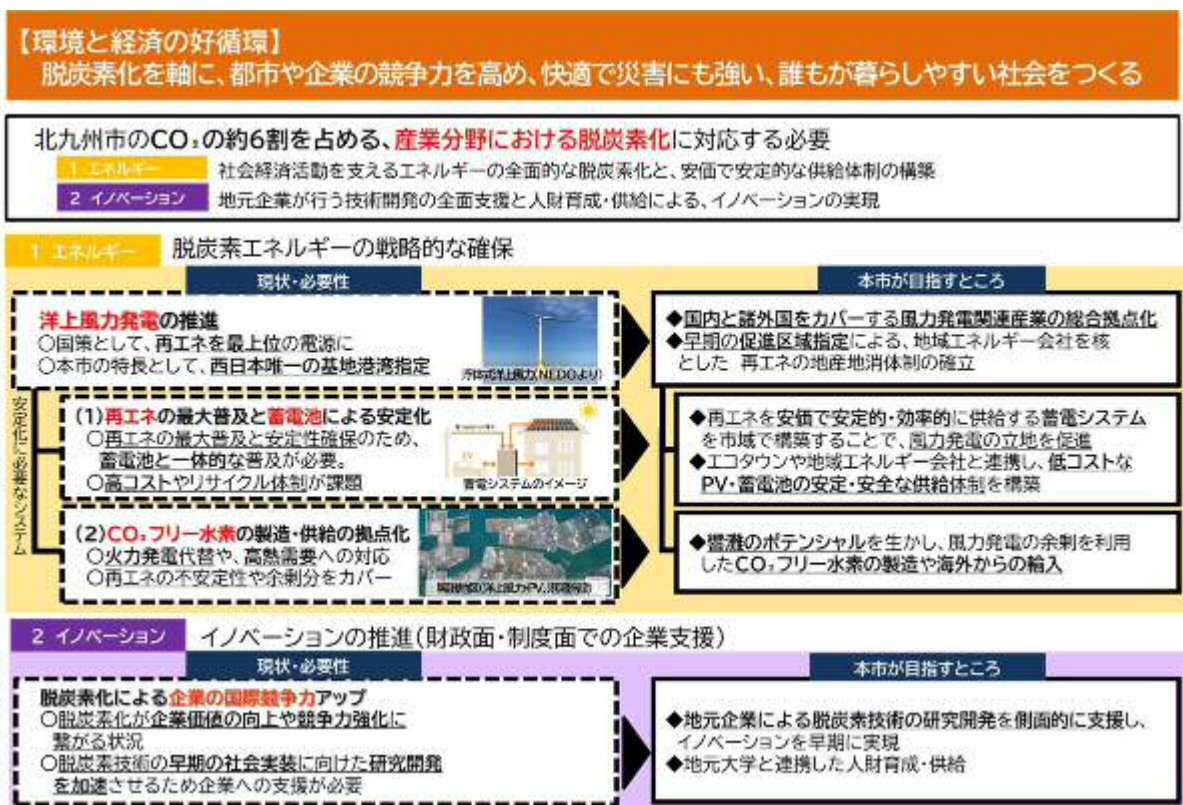 【環境と経済の好循環】
脱炭素化を軸に、都市や企業の競争力を高め、快適で災害にも強い、誰もが暮らしやすい社会をつくる
北九州市のCO₂の約6割を占める、産業分野における脱炭素化に対応する必要
1 エネルギー 社会経済活動を支えるエネルギーの全面的な脱炭素化と、安価で安定的な供給体制の構築
2 イノベーション 地元企業が行う技術開発の全面支援と人財育成・供給による、イノベーションの実現
1 エネルギー 脱炭素エネルギーの戦略的な確保
現状・必要性
洋上風力発電の推進
○国策として、再エネを最上位の電源に
○本市の特長として、西日本唯一の基地港湾指定
浮体式洋上風力(NEDOより)
本市が目指すところ
◆国内と諸外国をカバーする風力発電関連産業の総合拠点化
◆早期の促進区域指定による、地域エネルギー会社を核
とした 再エネの地産地消体制の確立
安定化に必要なシステム
(1)再エネの最大普及と蓄電池による安定化
○再エネの最大普及と安定性確保のため、
蓄電池と一体的な普及が必要。
○高コストやリサイクル体制が課題
蓄電システムのイメージ
◆再エネを安価で安定的・効率的に供給する蓄電システム
を市域で構築することで、風力発電の立地を促進
◆エコタウンや地域エネルギー会社と連携し、低コストな
PV・蓄電池の安定・安全な供給体制を構築
(2)CO₂フリー水素の製造・供給の拠点化
○火力発電代替や、高熱需要への対応
○再エネの不安定性や余剰分をカバー
◆響灘のポテンシャルを生かし、風力発電の余剰を利用
したCO₂フリー水素の製造や海外からの輸入
2 イノベーション イノベーションの推進(財政面・制度面での企業支援)
現状・必要性
脱炭素化による企業の国際競争力アップ
○脱炭素化が企業価値の向上や競争力強化に
繋がる状況
○脱炭素技術の早期の社会実装に向けた研究開発
を加速させるため企業への支援が必要
本市が目指すところ
◆地元企業による脱炭素技術の研究開発を側面的に支援し、
イノベーションを早期に実現
◆地元大学と連携した人財育成・供給